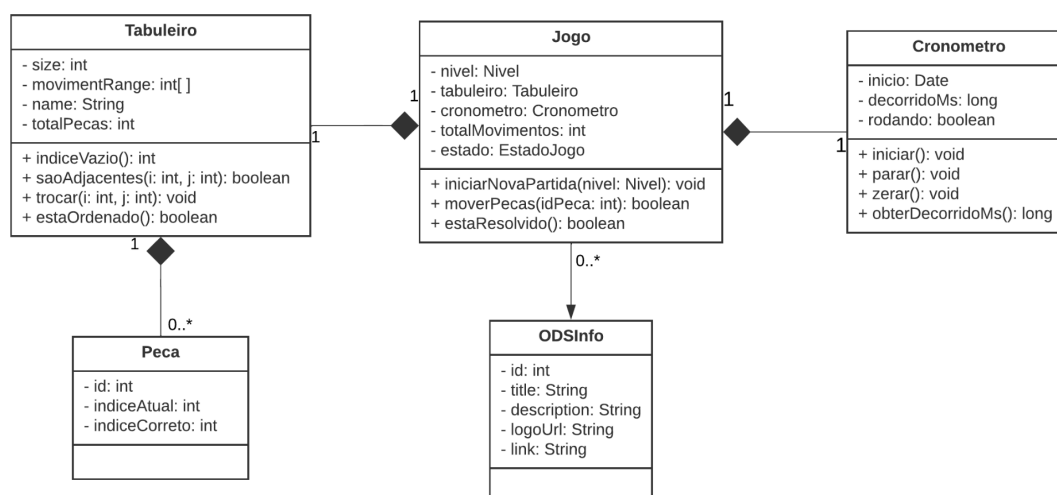 Tabuleiro
- size: int
- movimentRange: int[ ]
- name: String
- totalPecas: int
+ indiceVazio(): int
+ saoAdjacentes(i: int, j: int): boolean
+ trocar(i: int, j: int): void
+ estaOrdenado(): boolean
1
1
Jogo
- nivel: Nivel
- tabuleiro: Tabuleiro
- cronometro: Cronometro
- totalMovimentos: int
- estado: EstadoJogo
+ iniciarNovaPartida(nivel: Nivel): void
+ moverPecas(idPeca: int): boolean
+ estaResolvido(): boolean
1
1
Cronometro
- inicio: Date
- decorridoMs: long
- rodando: boolean
+ iniciar(): void
+ parar(): void
+ zerar(): void
+ obterDecorridoMs(): long
1
0..*
Peca
- id: int
- indiceAtual: int
- indiceCorreto: int
0..*
ODSInfo
- id: int
- title: String
- description: String
- logoUrl: String
- link: String